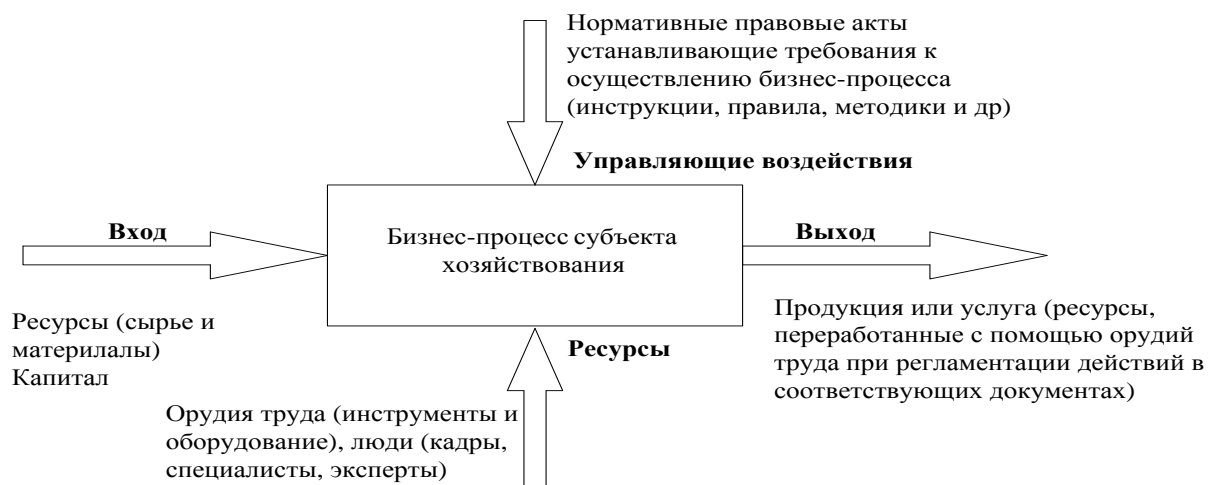 Нормативные правовые акты
устанавливающие требования к
осуществлению бизнес-процесса
(инструкции, правила, методики и др)
Управляющие воздействия
Вход
Бизнес-процесс субъекта
хозяйствования
Выход
Ресурсы (сырье и
материлалы)
Капитал
Ресурсы
Продукция или услуга (ресурсы,
переработанные с помощью орудий
труда при регламентации действий в
соответствующих документах)
Орудия труда (инструменты и
оборудование), люди (кадры,
специалисты, эксперты)